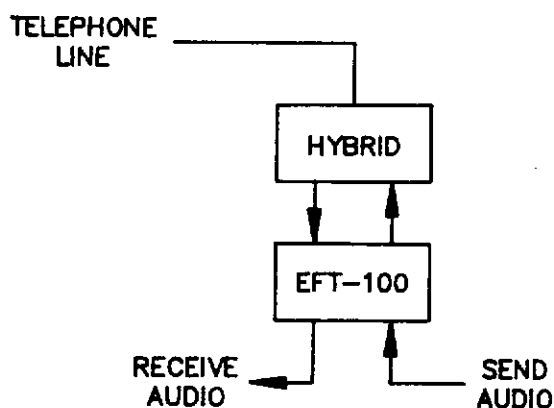 TELEPHONE
LINE
HYBRID
EFT-100
RECEIVE
AUDIO
SEND
AUDIO